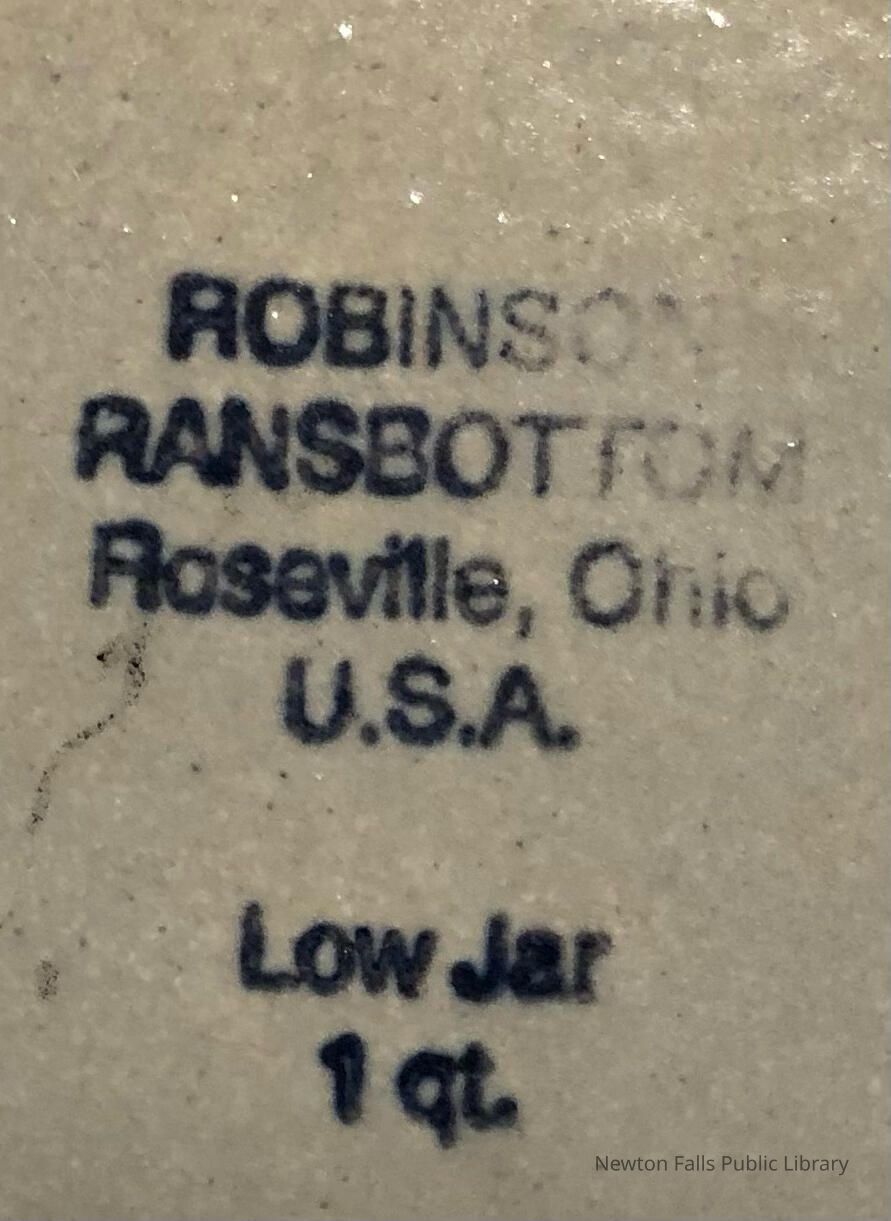 ROBINSON
RANSBOTTOM
Roseville, Ohio
U.S.A.
Low Jar
1 qt.
Newton Falls Public Library